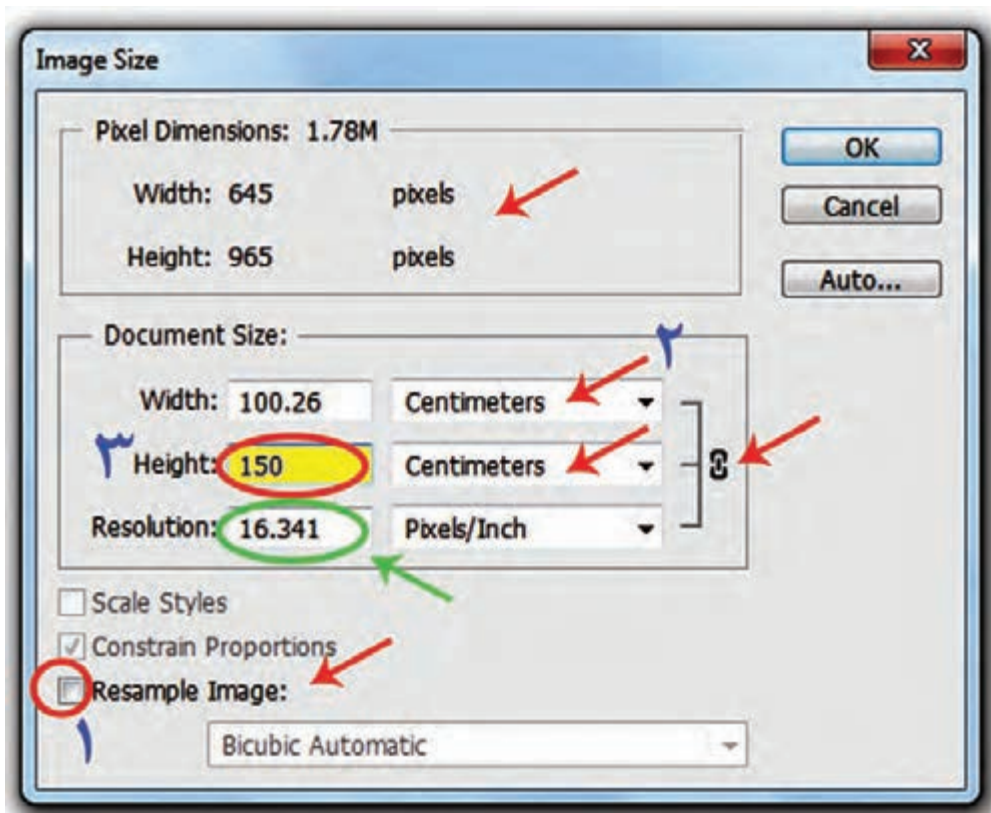 Image Size
Pixel Dimensions: 1.78M
Width: 645 pixels
Height: 965 pixels
OK
Cancel
Auto...
Document Size:
۲
Width: 100.26 Centimeters
۳ Height: 150 Centimeters
Resolution: 16.341 Pixels/Inch
Scale Styles
Constrain Proportions
Resample Image:
۱
Bicubic Automatic